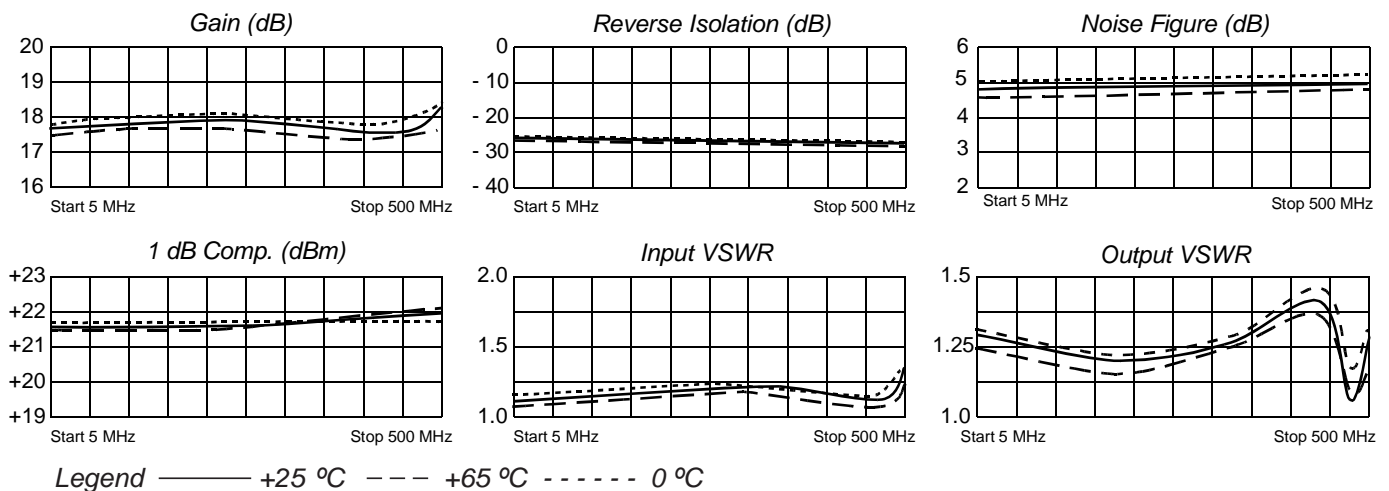 Gain (dB)
20
19
18
17
16
Start 5 MHz Stop 500 MHz
Reverse Isolation (dB)
0
- 10
- 20
- 30
- 40
Start 5 MHz Stop 500 MHz
Noise Figure (dB)
6
5
4
3
2
Start 5 MHz Stop 500 MHz
1 dB Comp. (dBm)
+23
+22
+21
+20
+19
Start 5 MHz Stop 500 MHz
Input VSWR
2.0
1.5
1.0
Start 5 MHz Stop 500 MHz
Output VSWR
1.5
1.25
1.0
Start 5 MHz Stop 500 MHz
Legend +25 ºC +65 ºC 0 ºC